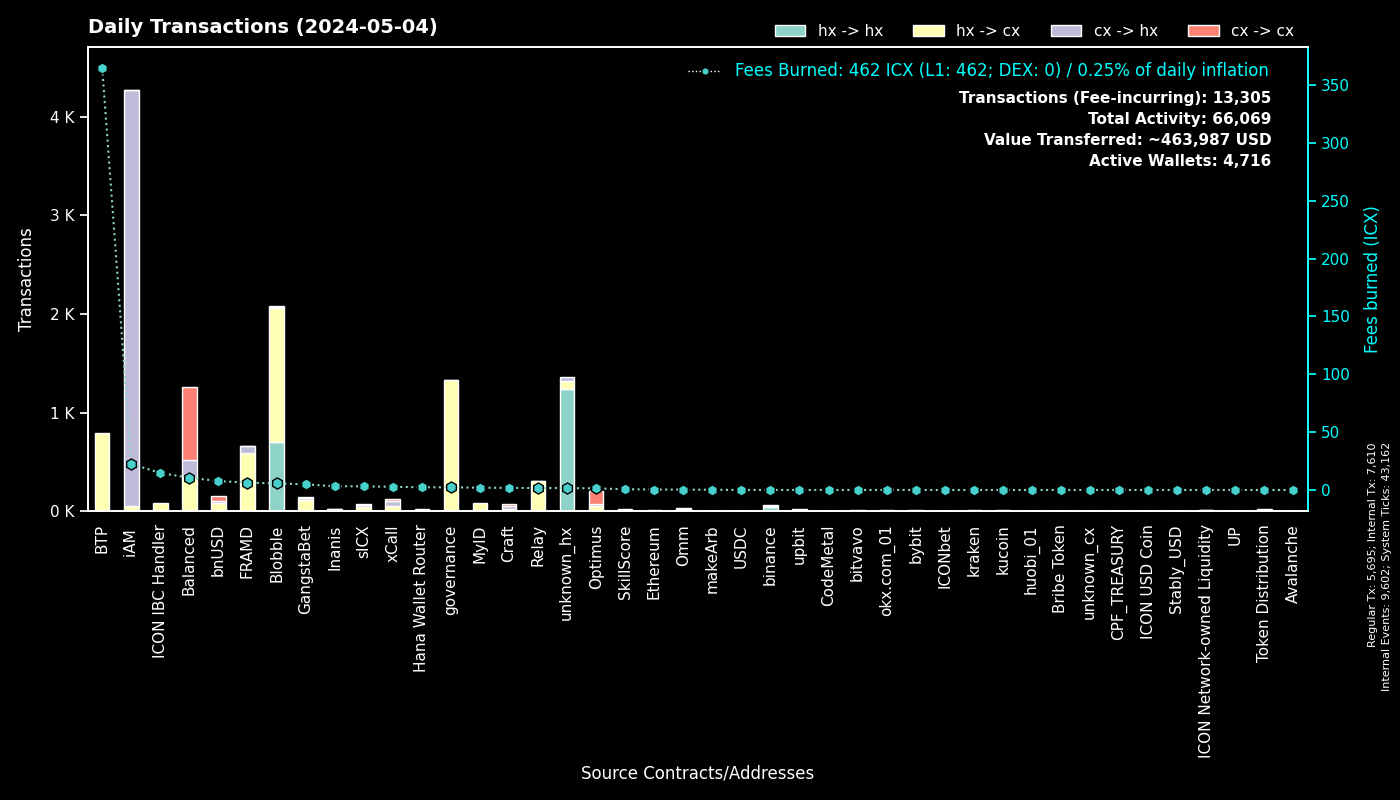 Daily Transactions (2024-05-04)
hx -> hx
hx -> cx
cx -> hx
cx -> cx
Fees Burned: 462 ICX (L1: 462; DEX: 0) / 0.25% of daily inflation
Transactions (Fee-incurring): 13,305
Total Activity: 66,069
Value Transferred: ~463,987 USD
Active Wallets: 4,716
Transactions
4 K
3 K
2 K
1 K
0 K
350
300
250
200
150
100
50
0
Fees burned (ICX)
BTP
iAM
ICON IBC Handler
Balanced
bnUSD
FRAMD
Blobble
GangstaBet
Inanis
sICX
xCall
Hana Wallet Router
governance
MyID
Craft
Relay
unknown_hx
Optimus
SkillScore
Ethereum
Omm
makeArb
USDC
binance
upbit
CodeMetal
bitvavo
okx.com_01
bybit
ICONbet
kraken
kucoin
huobi_01
Bribe Token
unknown_cx
CPF_TREASURY
ICON USD Coin
Stably_USD
ICON Network-owned Liquidity
UP
Token Distribution
Avalanche
Source Contracts/Addresses
Regular Tx: 5,695; Internal Tx: 7,610
Internal Events: 9,602; System Ticks: 43,162